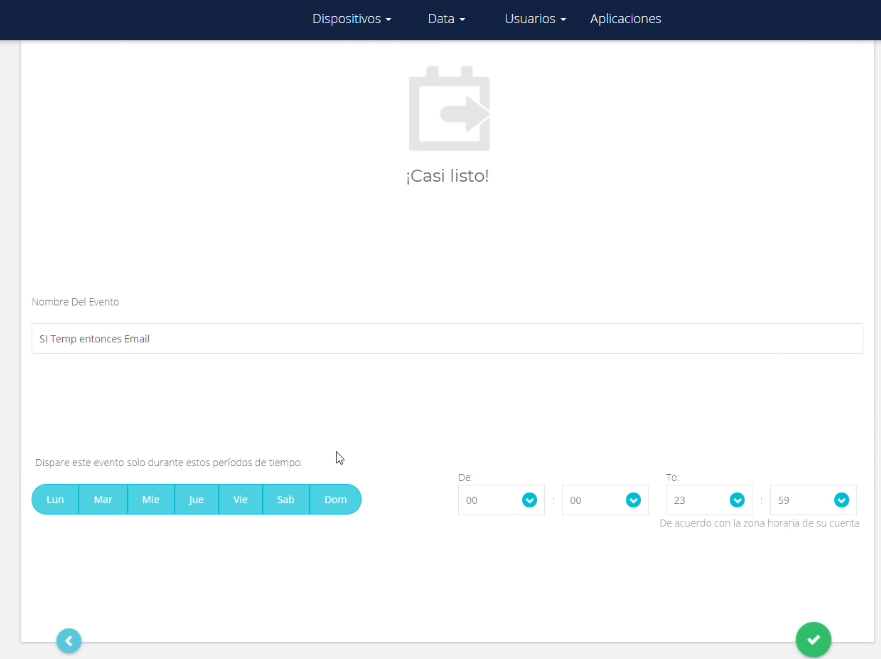 Dispositivos Data Usuarios Aplicaciones
¡Casi listo!
Nombre Del Evento
SI Temp entonces Email
Dispare este evento solo durante estos períodos de tiempo:
Lun Mar Mie Jue Vie Sab Dom
De: To:
00 : 00 23 : 59
De acuerdo con la zona horaria de su cuenta